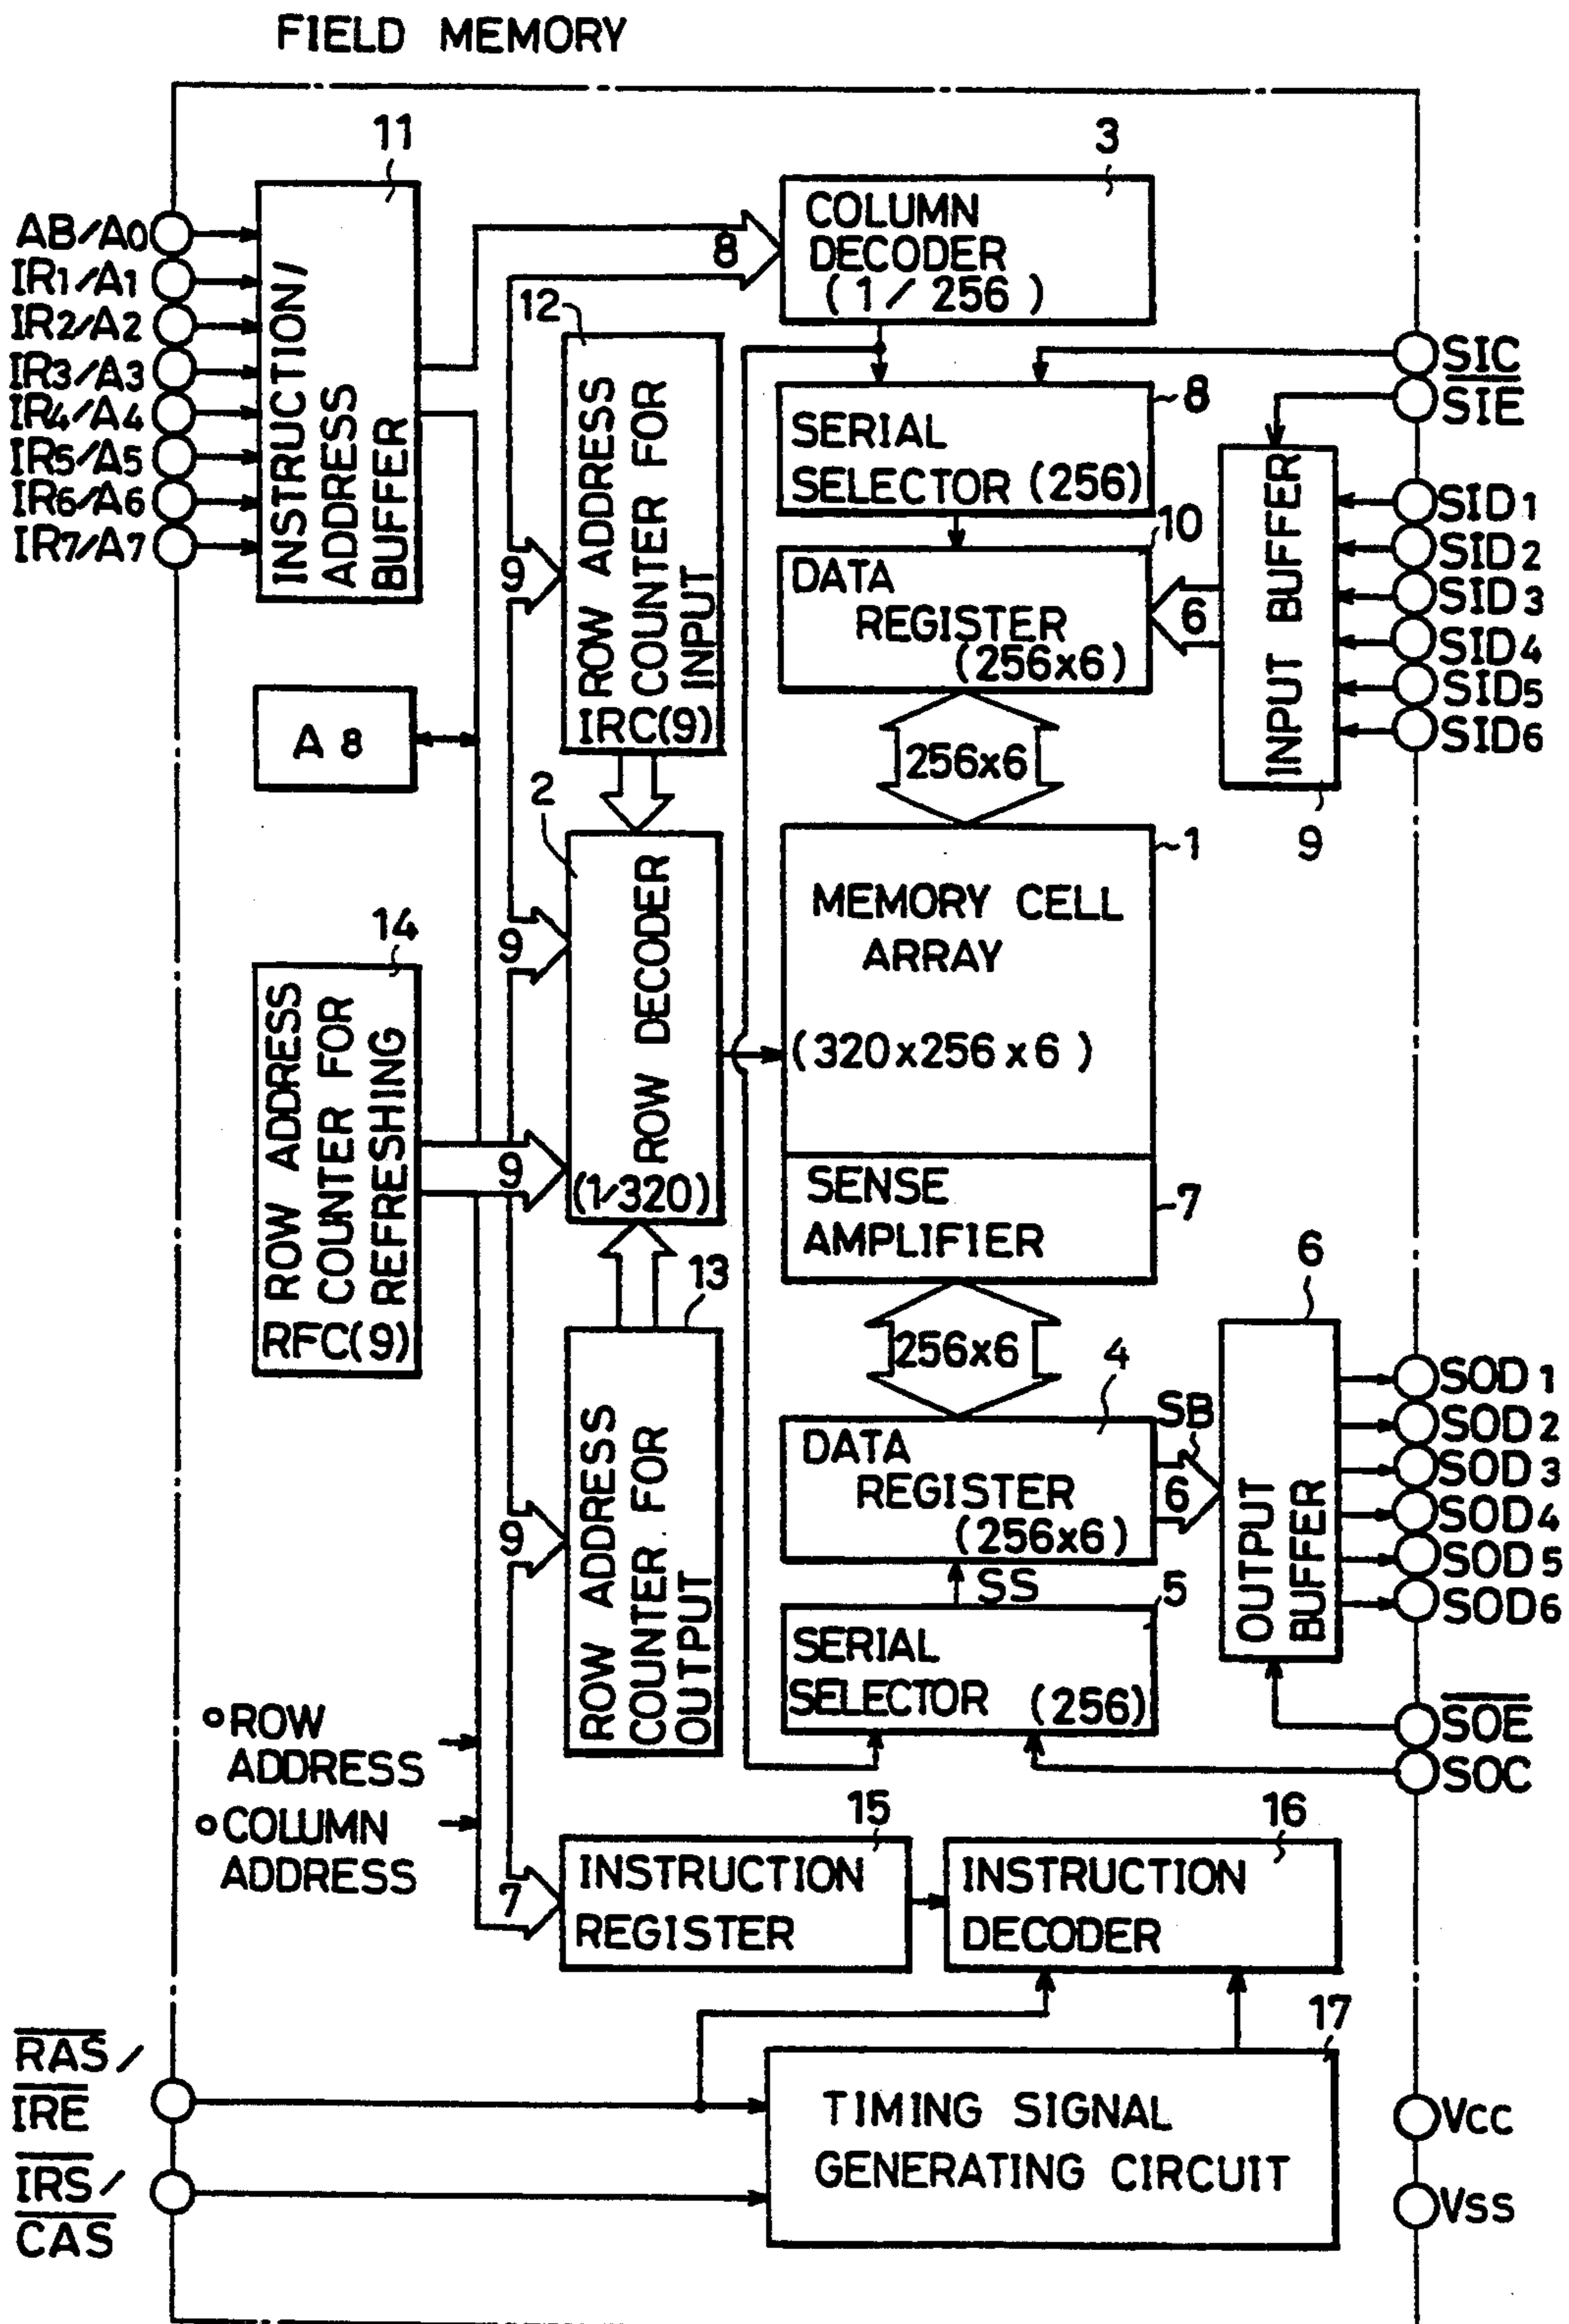 FIELD MEMORY
11
3
AB/A0
IR1/A1
IR2/A2
IR3/A3
IR4/A4
IR5/A5
IR6/A6
IR7/A7
INSTRUCTION/
ADDRESS
BUFFER
8
COLUMN
DECODER
(1/256)
12
ROW ADDRESS
COUNTER FOR
INPUT
IRC(9)
9
SIC
SIE
8
SERIAL
SELECTOR (256)
10
DATA
REGISTER
(256x6)
6
INPUT BUFFER
9
SID1
SID2
SID3
SID4
SID5
SID6
A8
256x6
2
ROW DECODER
(1/320)
9
9
1
MEMORY CELL
ARRAY
(320x256x6)
14
ROW ADDRESS
COUNTER FOR
REFRESHING
RFC(9)
SENSE
AMPLIFIER
7
13
ROW ADDRESS
COUNTER FOR
OUTPUT
9
256x6
4
DATA
REGISTER
(256x6)
SB
6
6
OUTPUT
BUFFER
SOD1
SOD2
SOD3
SOD4
SOD5
SOD6
SS
5
SERIAL
SELECTOR (256)
SOE
SOC
ROW
ADDRESS
COLUMN
ADDRESS
7
15
INSTRUCTION
REGISTER
16
INSTRUCTION
DECODER
17
RAS/
IRE
IRS/
CAS
TIMING SIGNAL
GENERATING CIRCUIT
VCC
VSS